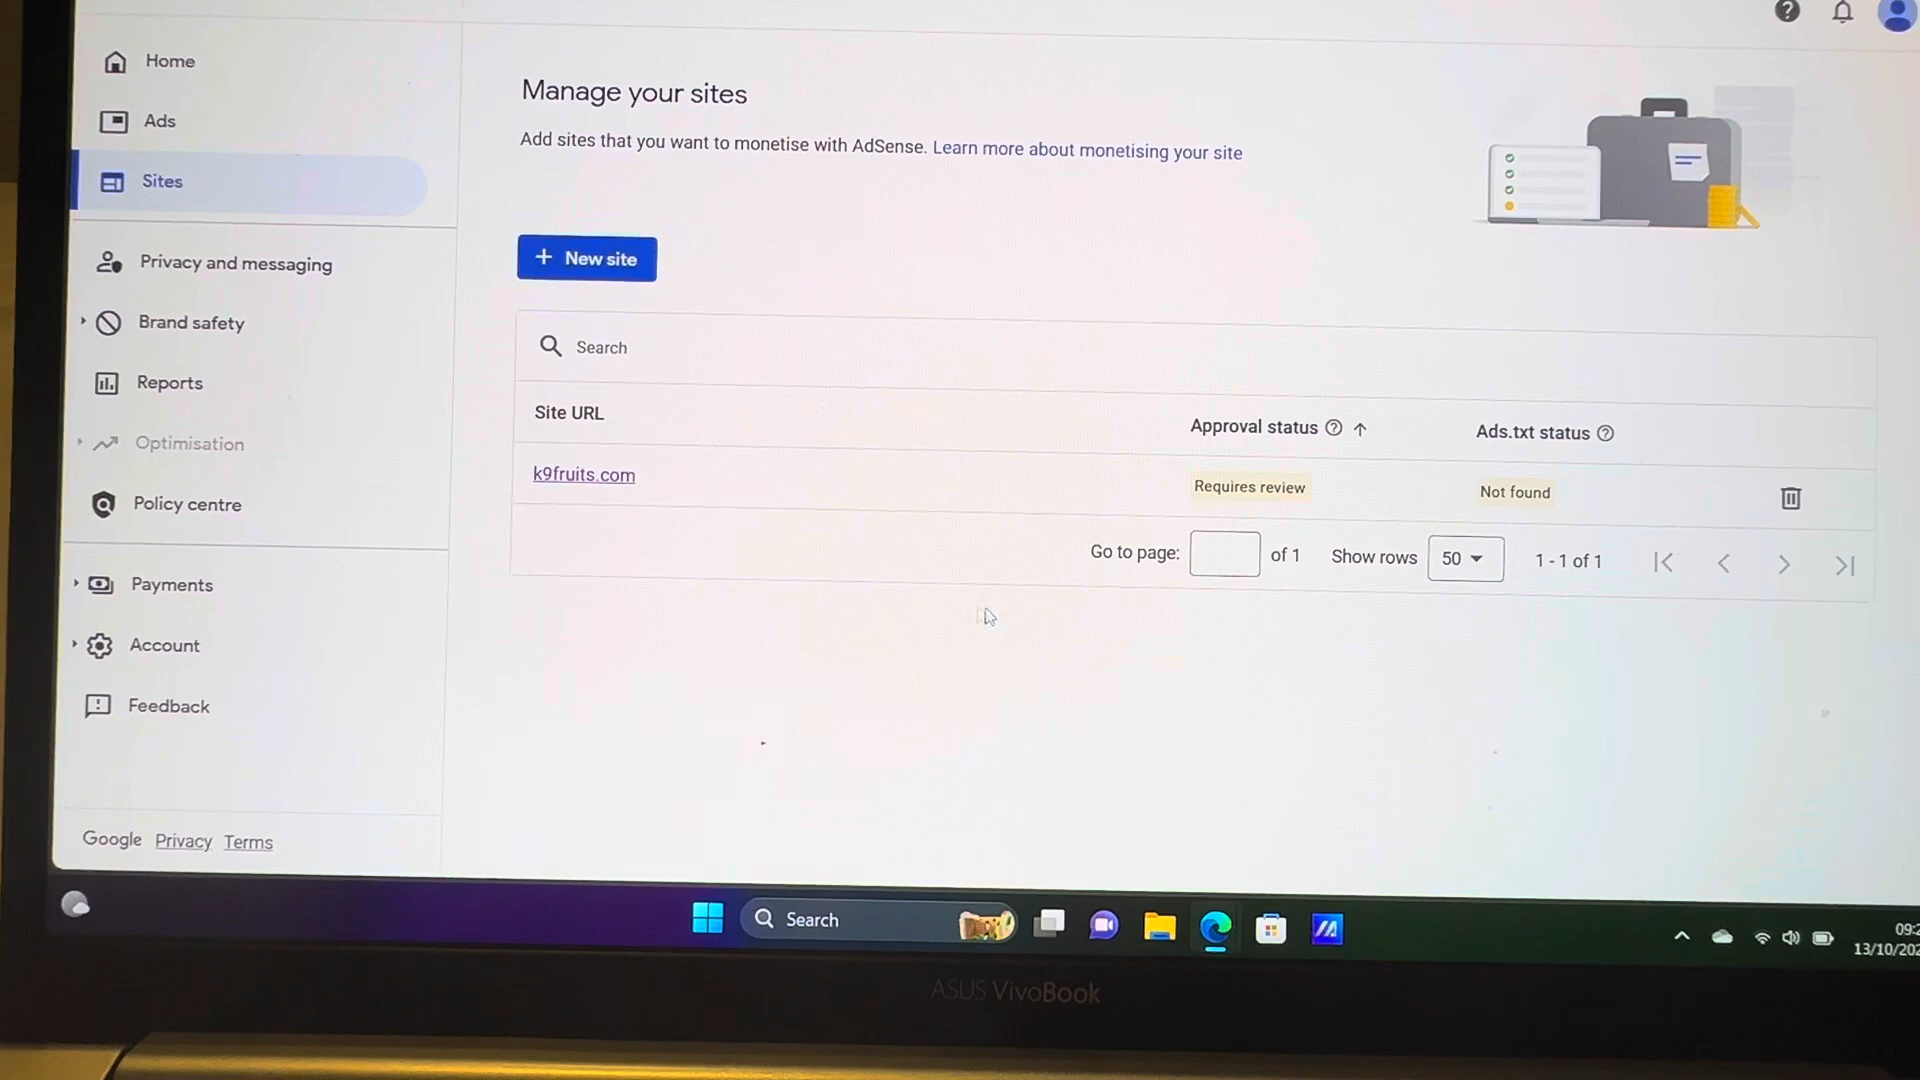 Home
Ads
Sites
Privacy and messaging
Brand safety
Reports
Optimisation
Policy centre
Payments
Account
Feedback
Google Privacy Terms
Manage your sites
Add sites that you want to monetise with AdSense. Learn more about monetising your site
+ New site
Search
Site URL Approval status Ads.txt status
k9fruits.com Requires review Not found
Go to page: of 1 Show rows 50 1 - 1 of 1
Search
ASUS VivoBook